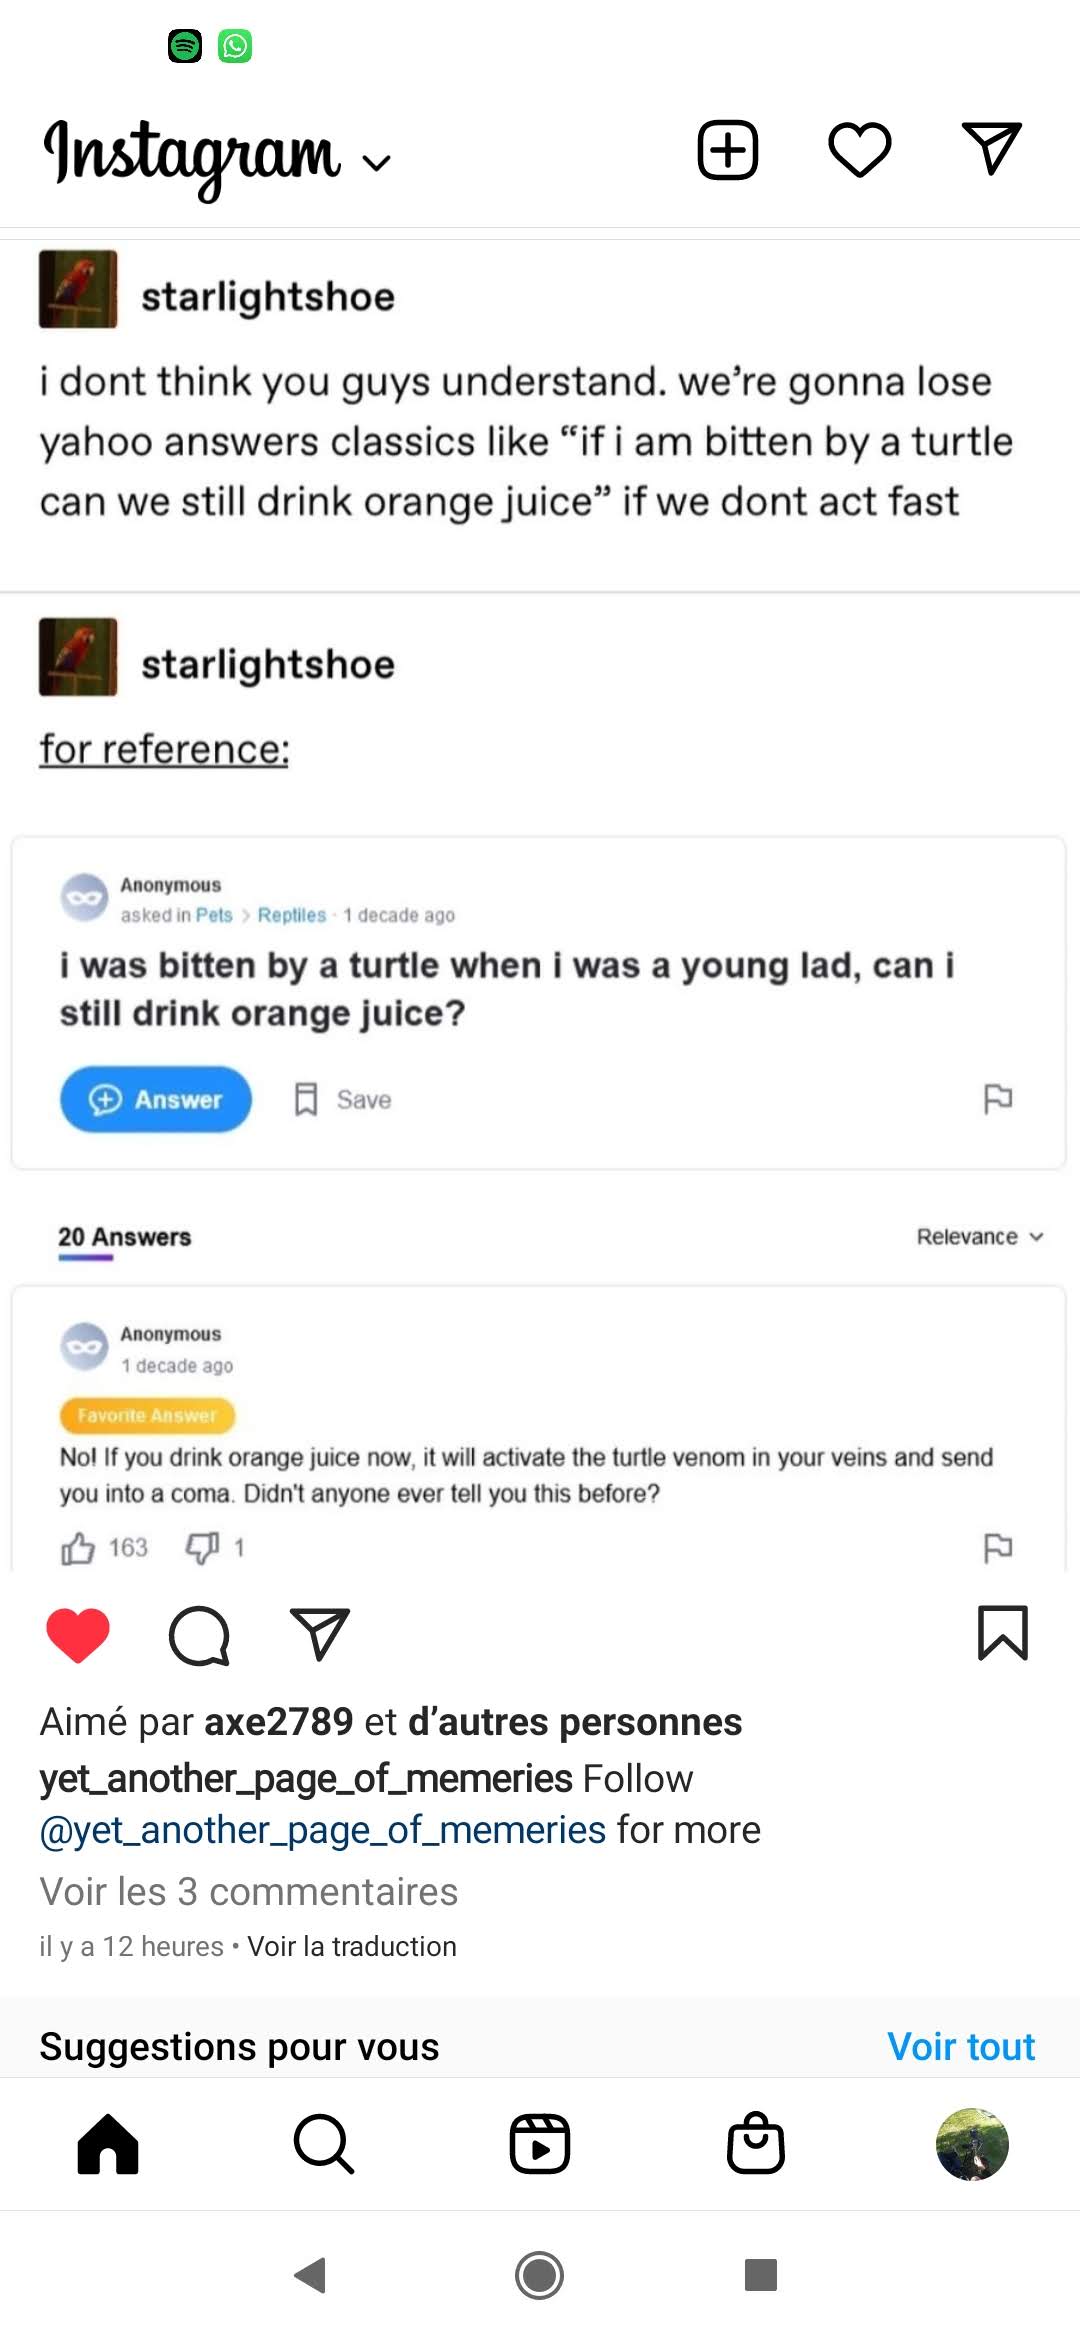 Instagram
starlightshoe
i dont think you guys understand. we’re gonna lose
yahoo answers classics like “if i am bitten by a turtle
can we still drink orange juice” if we dont act fast
starlightshoe
for reference:
Anonymous
asked in Pets > Reptiles · 1 decade ago
i was bitten by a turtle when i was a young lad, can i
still drink orange juice?
Answer Save
20 Answers Relevance
Anonymous
1 decade ago
Favorite Answer
No! If you drink orange juice now, it will activate the turtle venom in your veins and send
you into a coma. Didn't anyone ever tell you this before?
163 1
Aimé par axe2789 et d’autres personnes
yet_another_page_of_memeries Follow
@yet_another_page_of_memeries for more
Voir les 3 commentaires
il y a 12 heures • Voir la traduction
Suggestions pour vous Voir tout